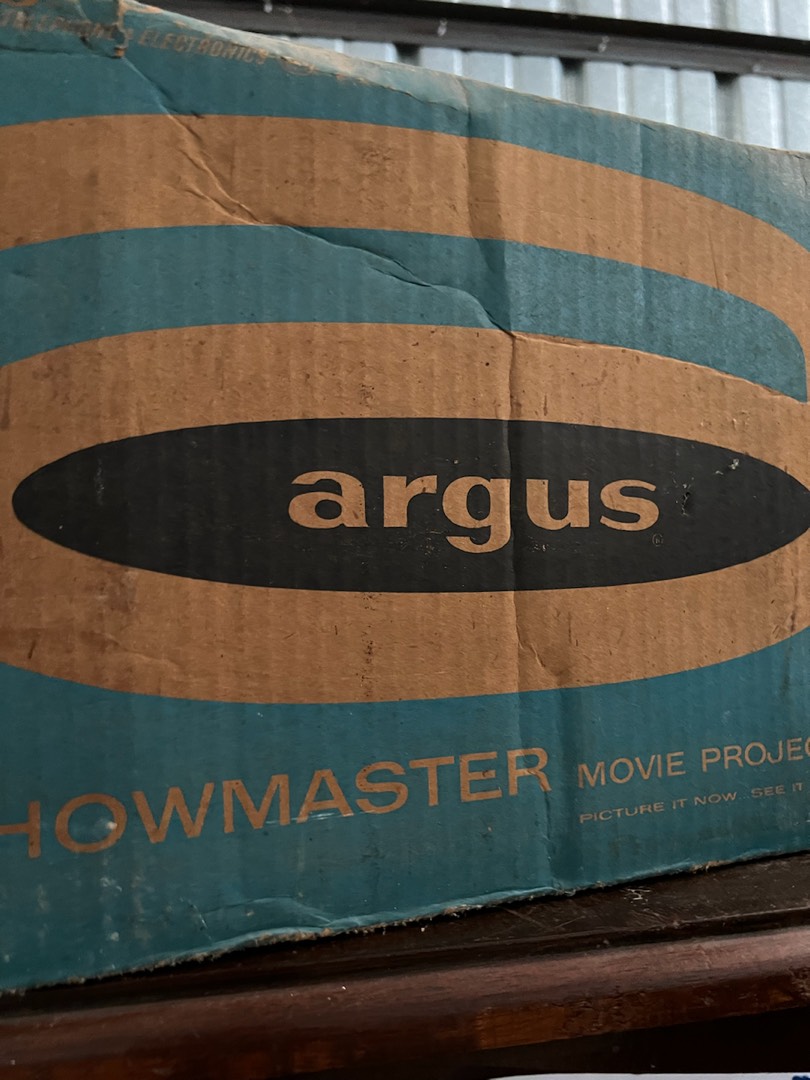 ELECTRONICS
argus
®
HOWMASTER MOVIE PROJEC
PICTURE IT NOW...SEE IT